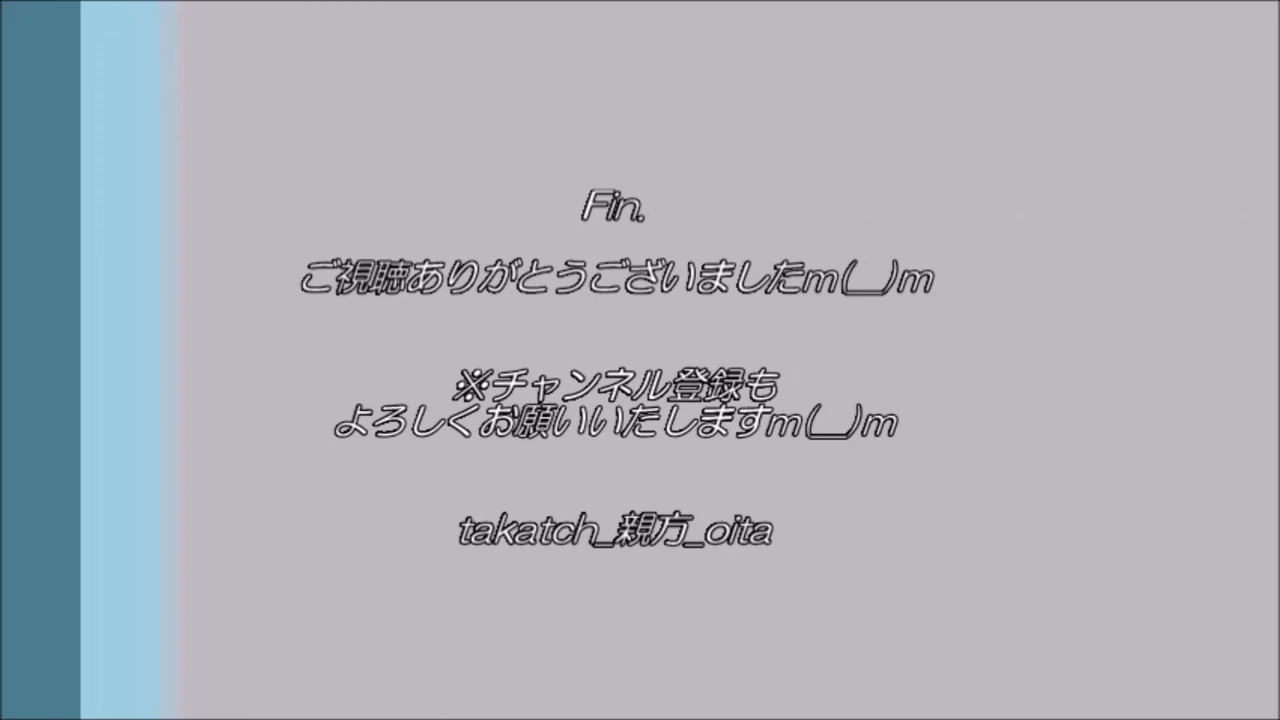 Fin.
ご視聴ありがとうございましたm(__)m
※チャンネル登録も
よろしくお願いいたしますm(__)m
takatch_親方_oita